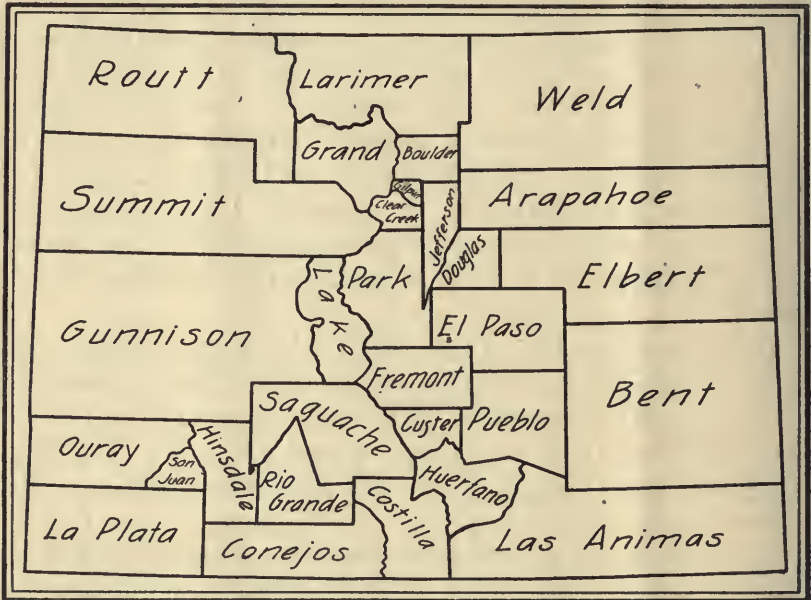 Routt
Larimer
Weld
Grand
Boulder
Gilpin
Summit
Clear
Creek
Jefferson
Arapahoe
Douglas
Lake
Park
Elbert
Gunnison
El Paso
Fremont
Bent
Saguache
Custer
Pueblo
Ouray
San
Juan
Hinsdale
Rio
Grande
Costilla
Huerfano
La Plata
Conejos
Las Animas